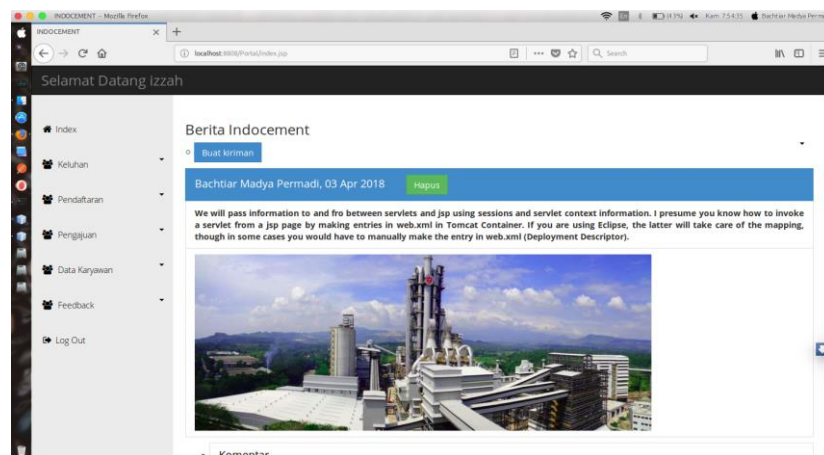 INDOCEMENT - Mozilla Firefox
INDOCEMENT
localhost:8808/Portal/index.jsp
Search
Selamat Datang izzah
Index
Keluhan
Pendaftaran
Pengajuan
Data Karyawan
Feedback
Log Out
Berita Indocement
Buat kiriman
Bachtiar Madya Permadi, 03 Apr 2018
Hapus
We will pass information to and fro between servlets and jsp using sessions and servlet context information. I presume you know how to invoke
a servlet from a jsp page by making entries in web.xml in Tomcat Container. If you are using Eclipse, the latter will take care of the mapping,
though in some cases you would have to manually make the entry in web.xml (Deployment Descriptor).
Komentar